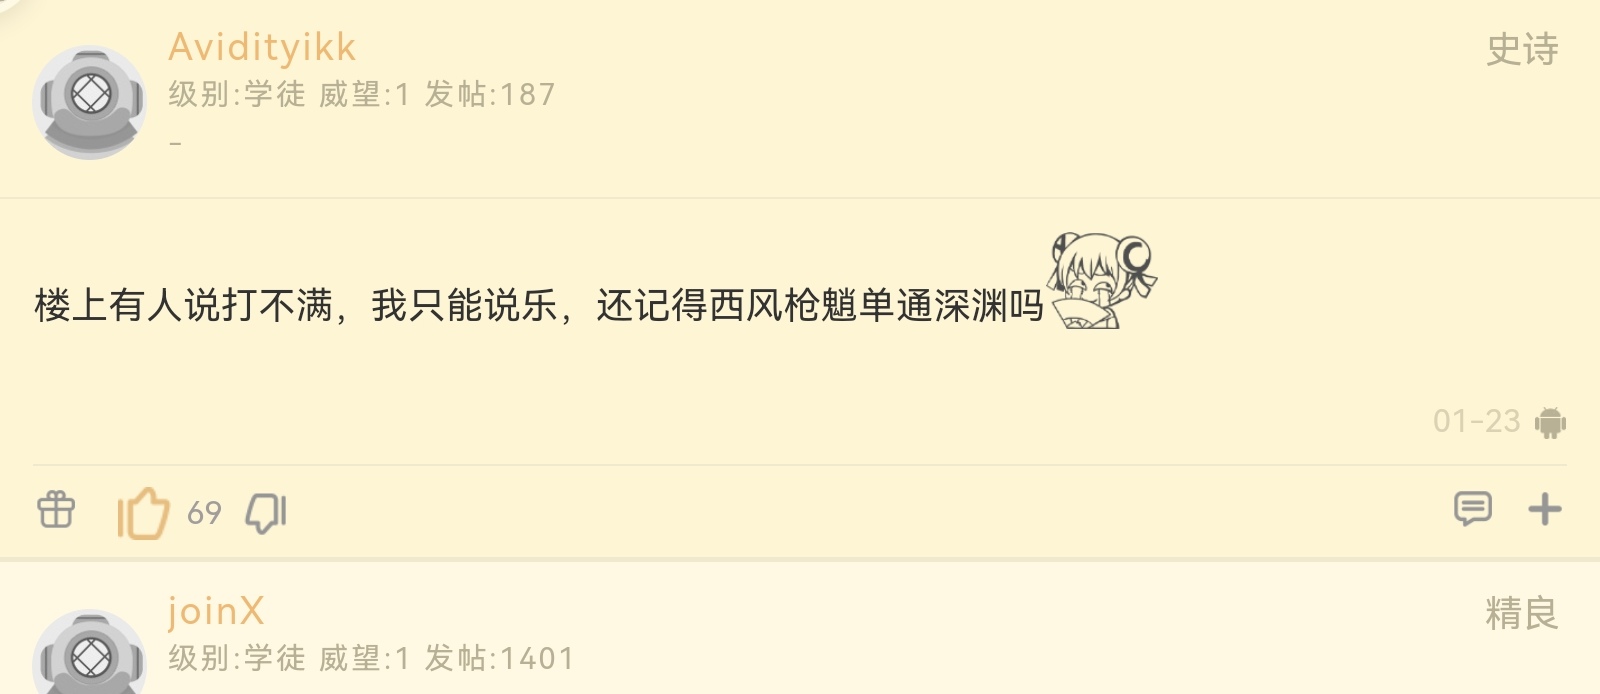 Avidityikk
史诗
级别:学徒 威望:1 发帖:187
-
楼上有人说打不满，我只能说乐，还记得西风枪魈单通深渊吗
01-23
69
joinX
精良
级别:学徒 威望:1 发帖:1401